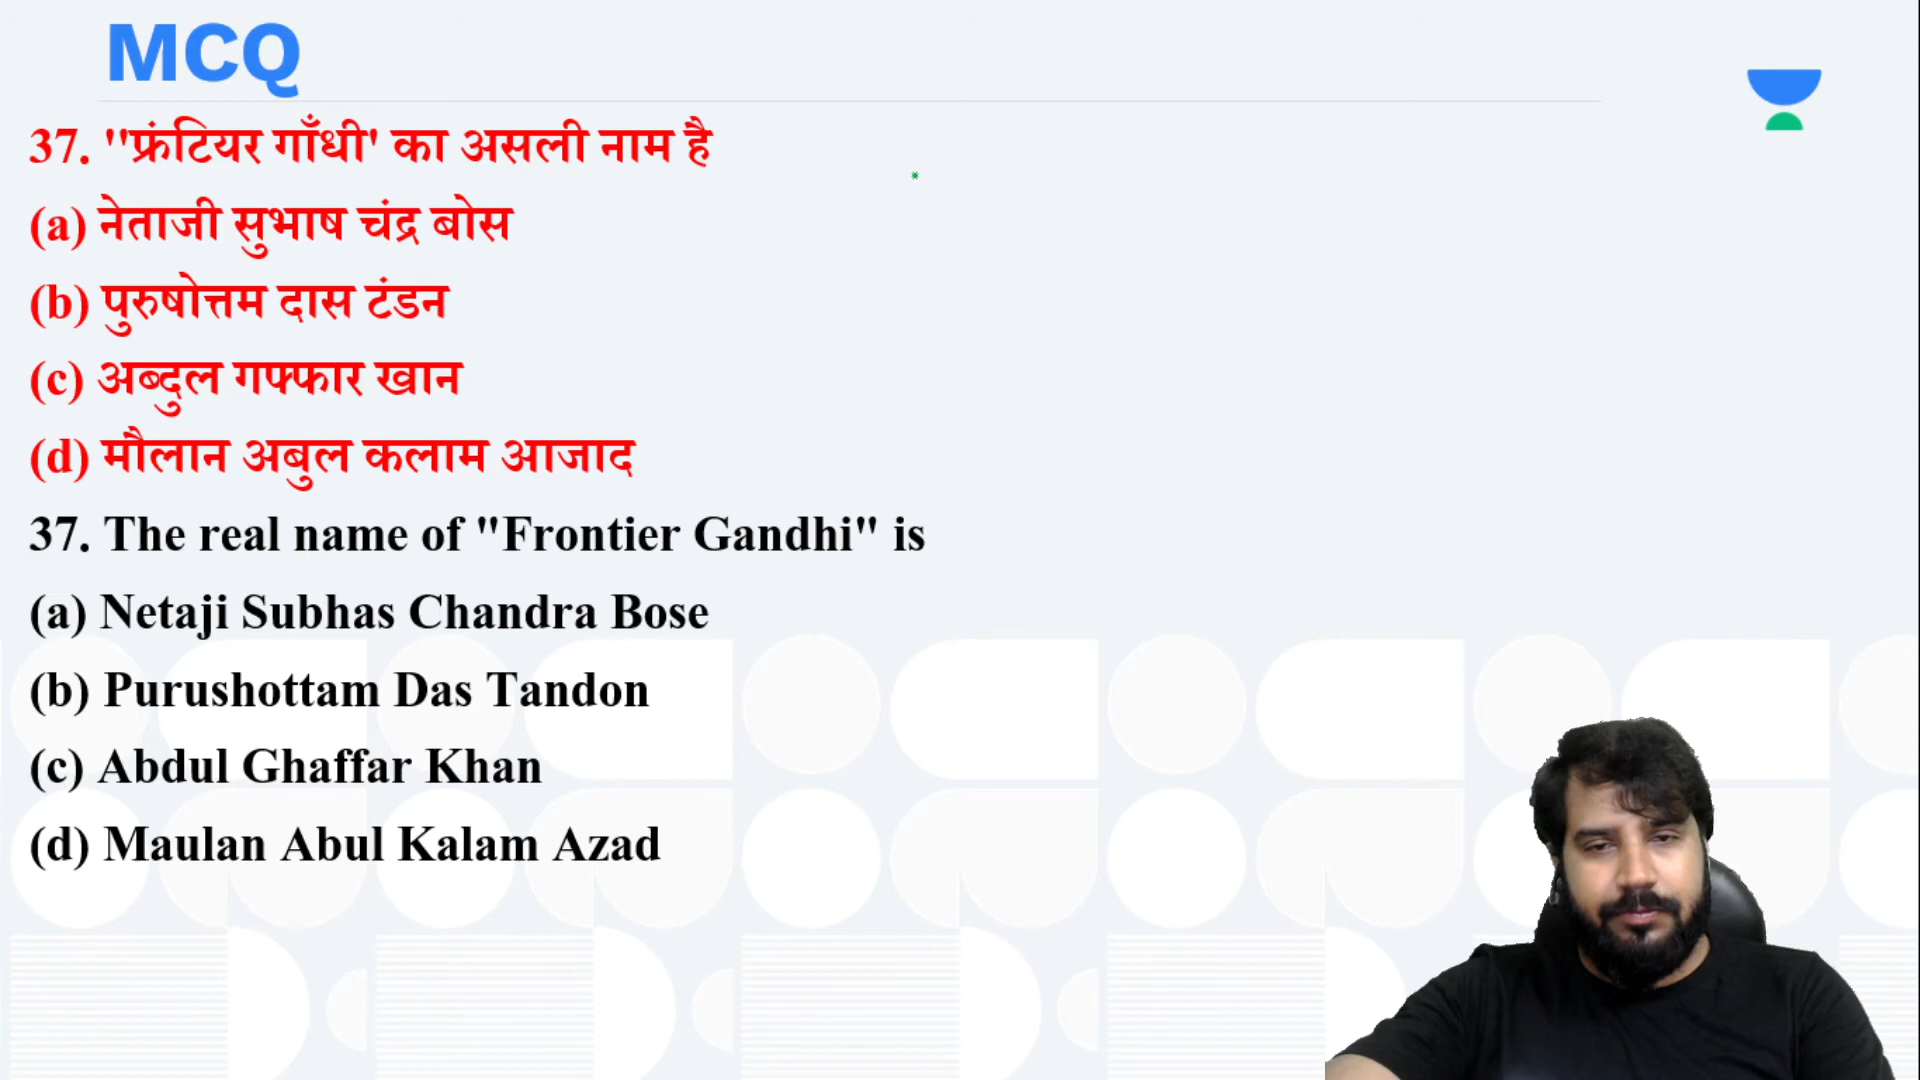 MCQ
37. ''फ्रंटियर गाँधी' का असली नाम है
(a) नेताजी सुभाष चंद्र बोस
(b) पुरुषोत्तम दास टंडन
(c) अब्दुल गफ्फार खान
(d) मौलान अबुल कलाम आजाद
37. The real name of "Frontier Gandhi" is
(a) Netaji Subhas Chandra Bose
(b) Purushottam Das Tandon
(c) Abdul Ghaffar Khan
(d) Maulan Abul Kalam Azad